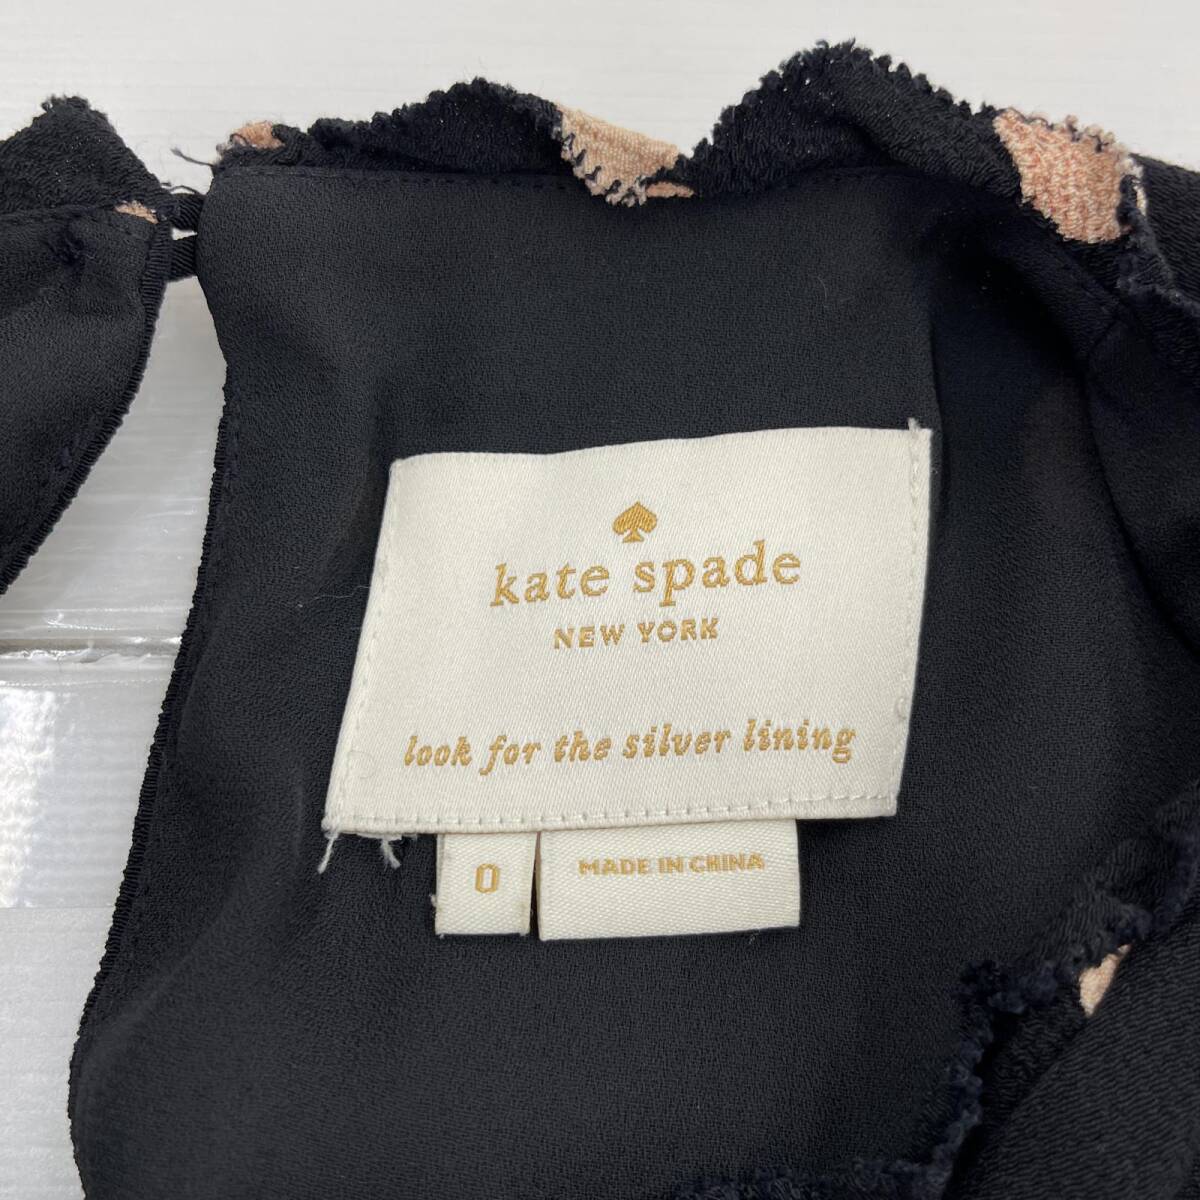 kate spade
NEW YORK
look for the silver lining
0
MADE IN CHINA